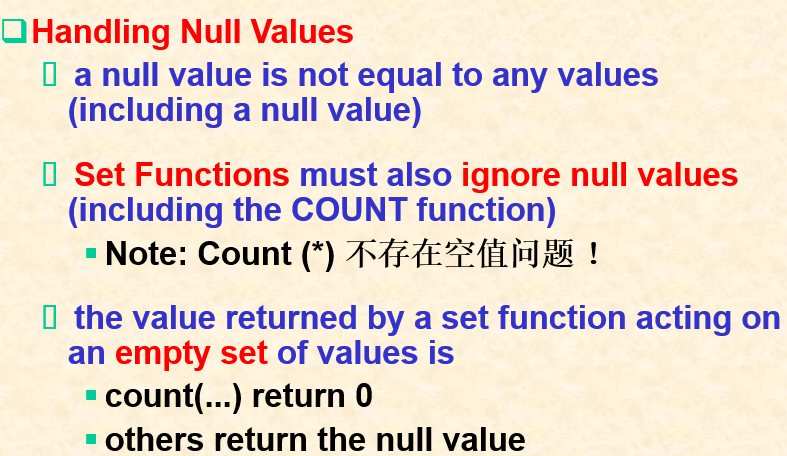 Handling Null Values
a null value is not equal to any values
(including a null value)
Set Functions must also ignore null values
(including the COUNT function)
Note: Count (*) 不存在空值问题！
the value returned by a set function acting on
an empty set of values is
count(...) return 0
others return the null value